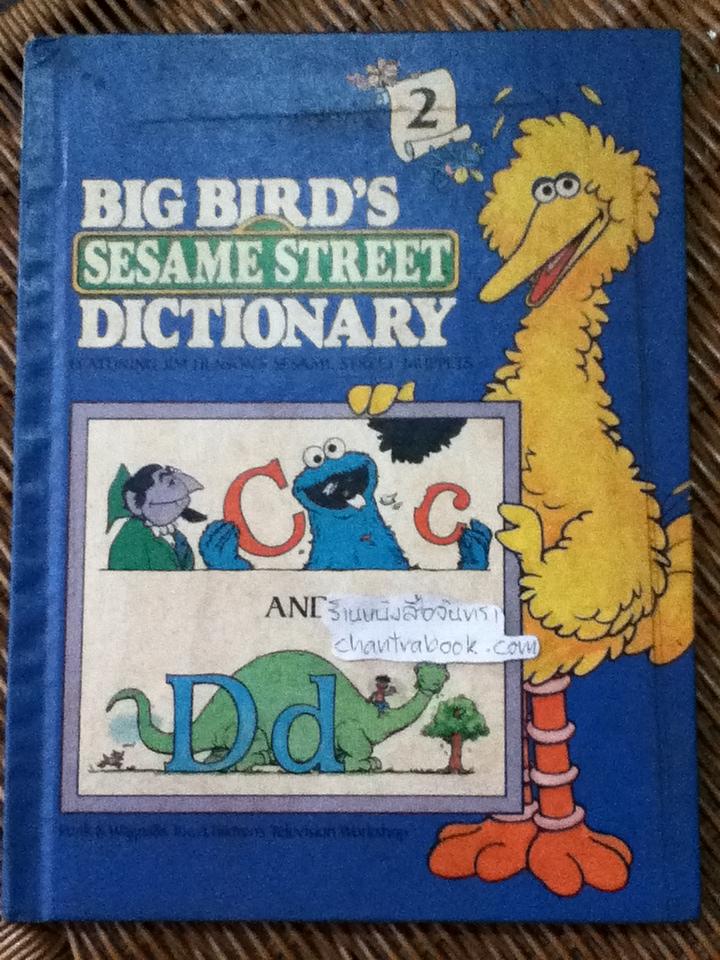 2
BIG BIRD'S
SESAME STREET
DICTIONARY
FEATURING JIM HENSON'S SESAME STREET MUPPETS
C c
AND
ร้านหนังสือจันทรา
chantrabook.com
D d
Funk & Wagnalls, Inc./Children's Television Workshop